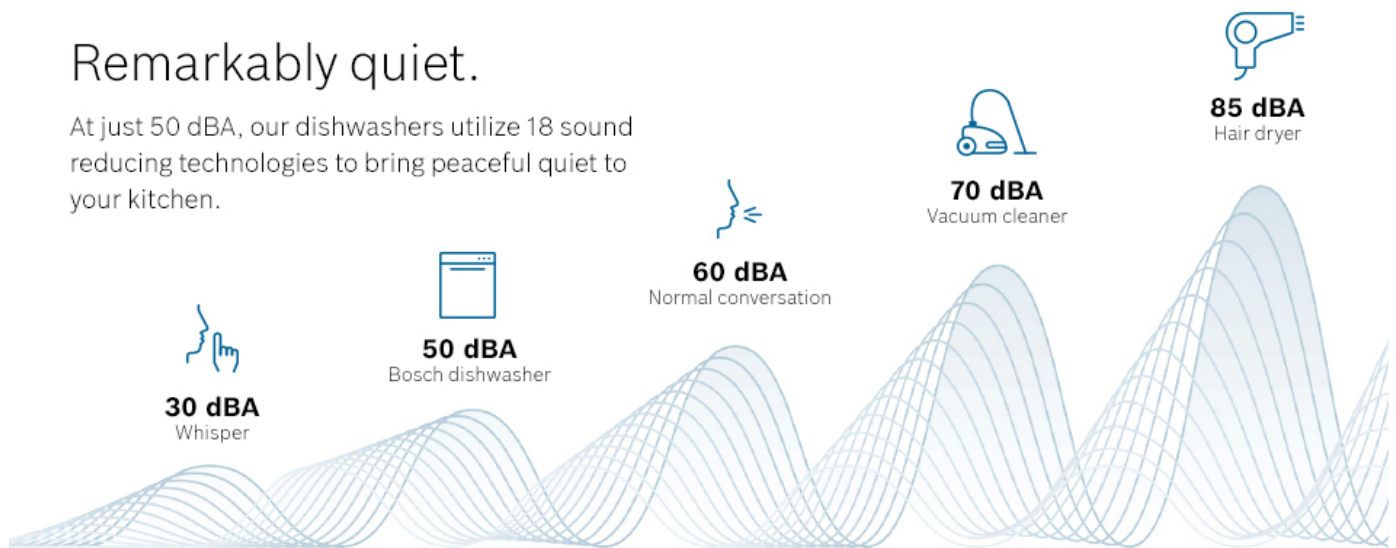 Remarkably quiet.
At just 50 dBA, our dishwashers utilize 18 sound
reducing technologies to bring peaceful quiet to
your kitchen.
30 dBA
Whisper
50 dBA
Bosch dishwasher
60 dBA
Normal conversation
70 dBA
Vacuum cleaner
85 dBA
Hair dryer